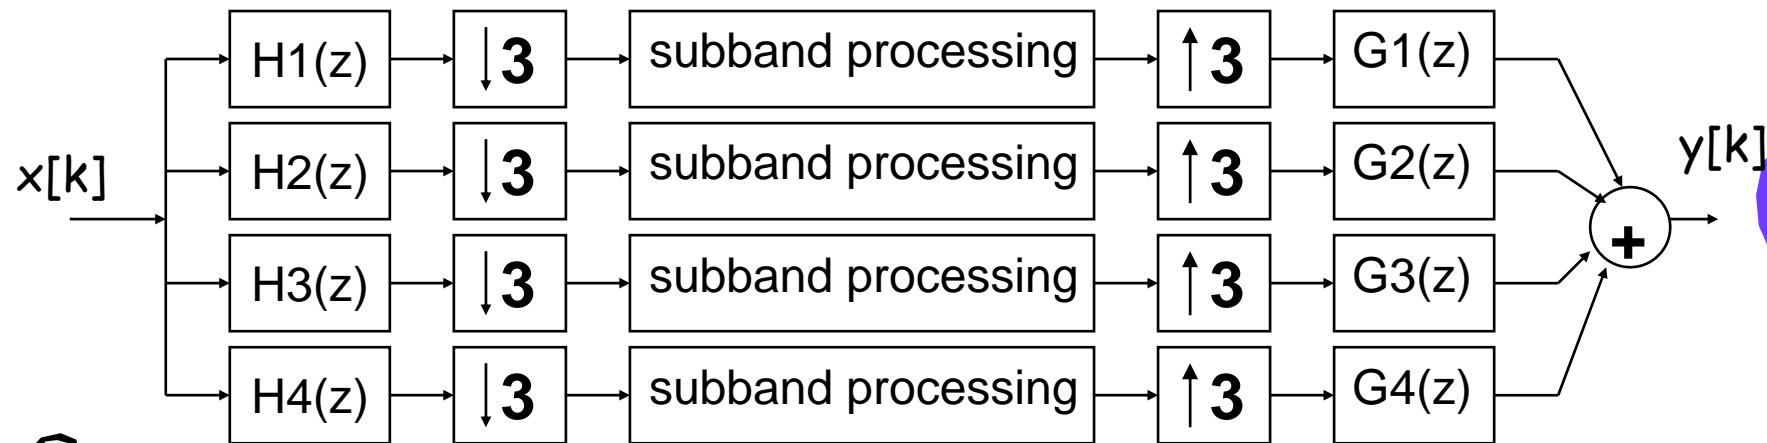 H1(z) ↓3 subband processing ↑3 G1(z)
H2(z) ↓3 subband processing ↑3 G2(z)
x[k] y[k]
H3(z) ↓3 subband processing ↑3 G3(z)
+
H4(z) ↓3 subband processing ↑3 G4(z)